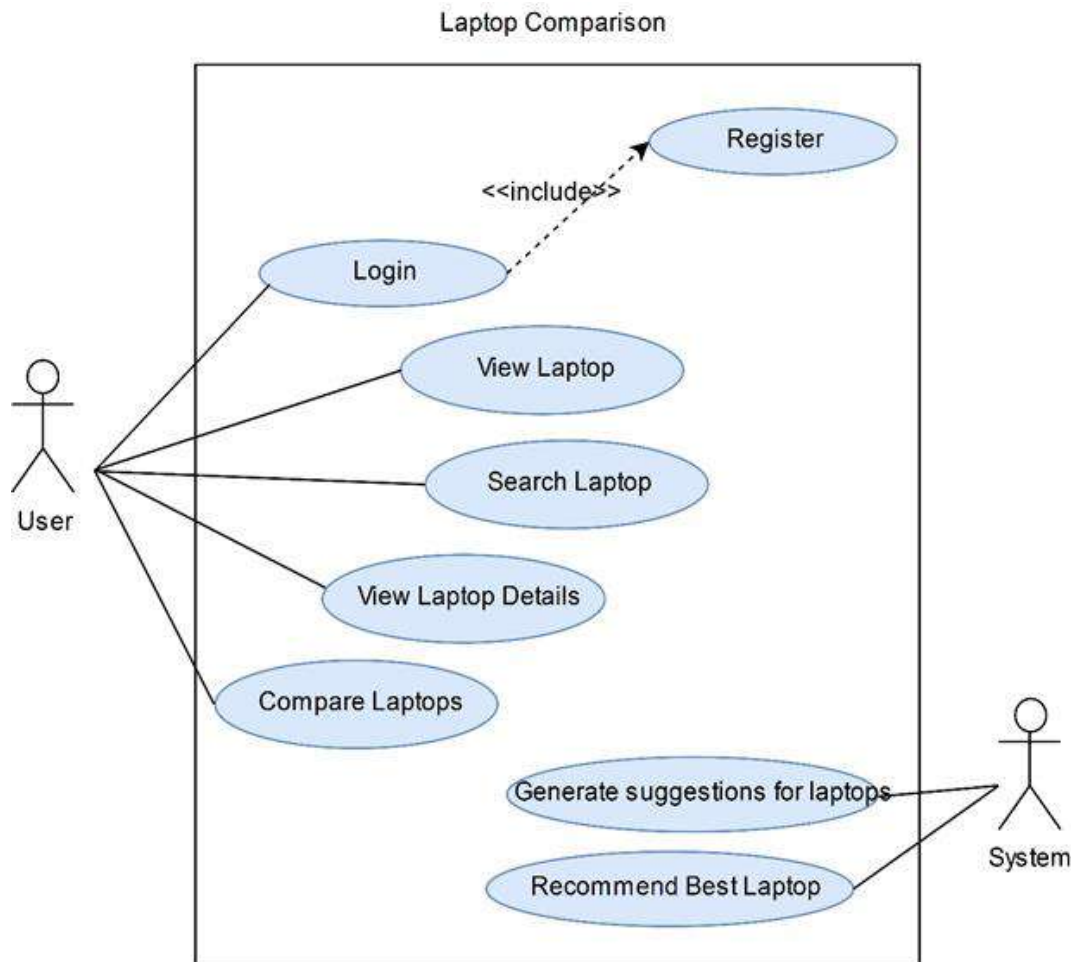 Laptop Comparison
Register
<<include>>
Login
View Laptop
Search Laptop
User
View Laptop Details
Compare Laptops
Generate suggestions for laptops
System
Recommend Best Laptop